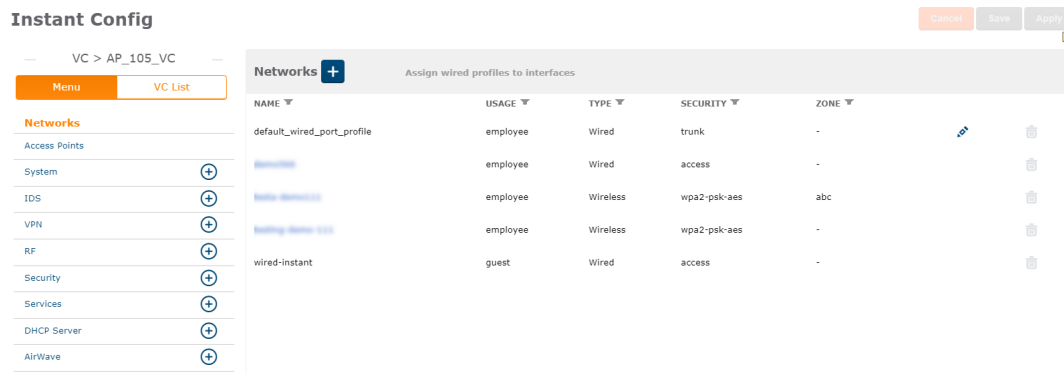 Instant Config
Cancel Save Apply
VC > AP_105_VC
Menu VC List
Networks
Access Points
System
IDS
VPN
RF
Security
Services
DHCP Server
AirWave
Networks + Assign wired profiles to interfaces
NAME USAGE TYPE SECURITY ZONE
default_wired_port_profile employee Wired trunk -
employee Wired access -
employee Wireless wpa2-psk-aes abc
employee Wireless wpa2-psk-aes -
wired-instant guest Wired access -